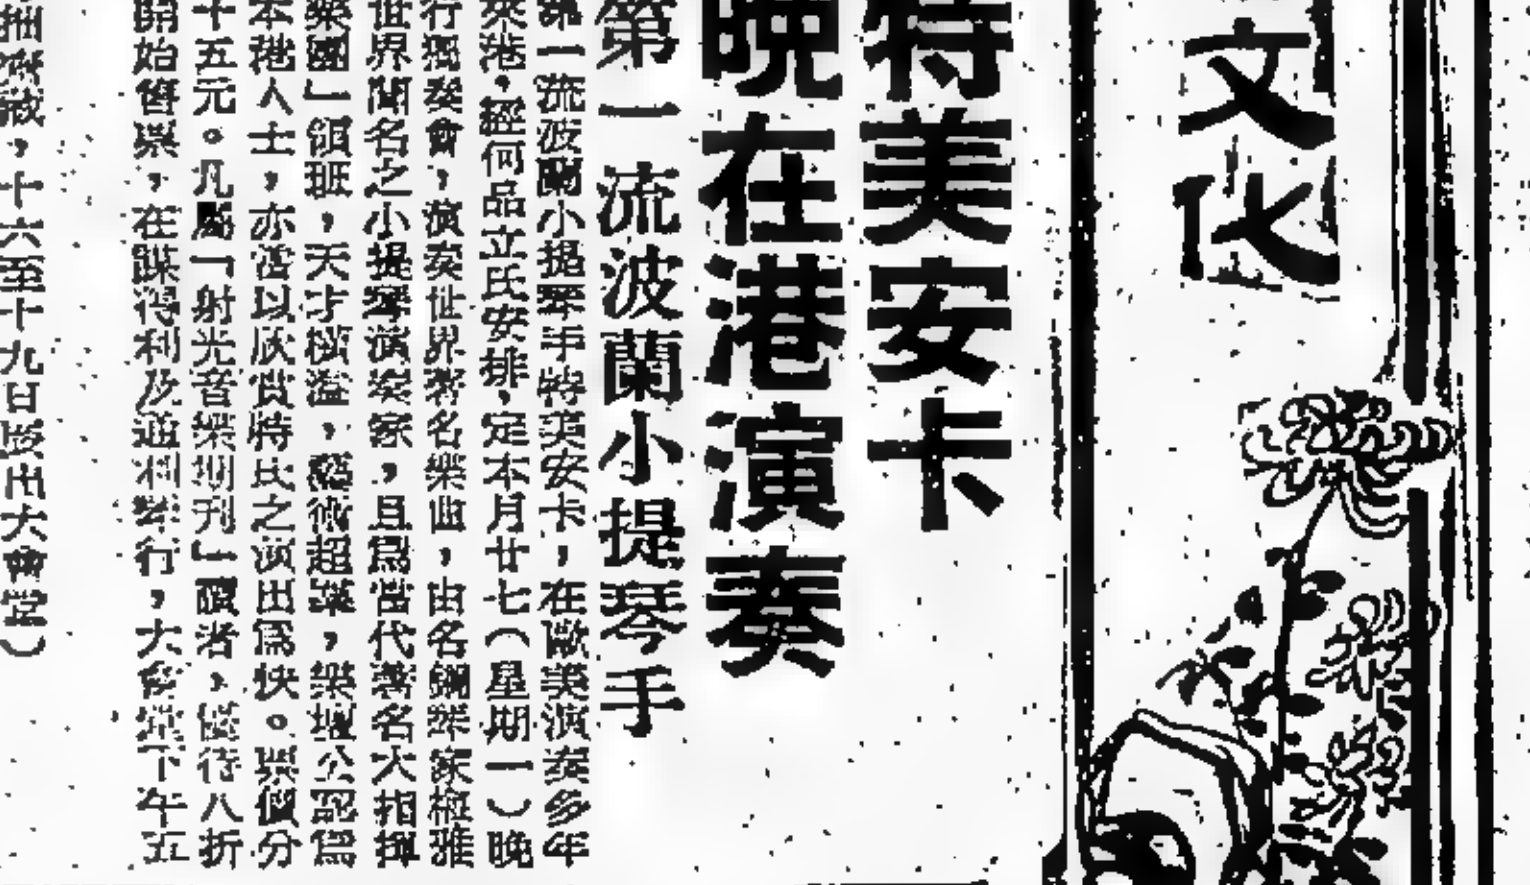 文化
特美安卡
晚在港演奏
第一流波蘭小提琴手
第一流波蘭小提琴手特美安卡，在歐美演奏多年
來港，經何品立氏安排，定本月廿七（星期一）晚
行獨奏會，演奏世界著名樂曲，由名鋼琴家
世界聞名之小提琴演奏家，且爲當代著名大指揮
樂團」領班，天才橫溢，藝術超羣，樂壇公認爲
本港人士，亦當以欣賞特氏之演出爲快。票價分
十五元。凡屬「射光音樂期刊」讀者，優待八折
開始售票，在謀得利及通利琴行，大會堂下午五
，十六至十九日 大會堂）